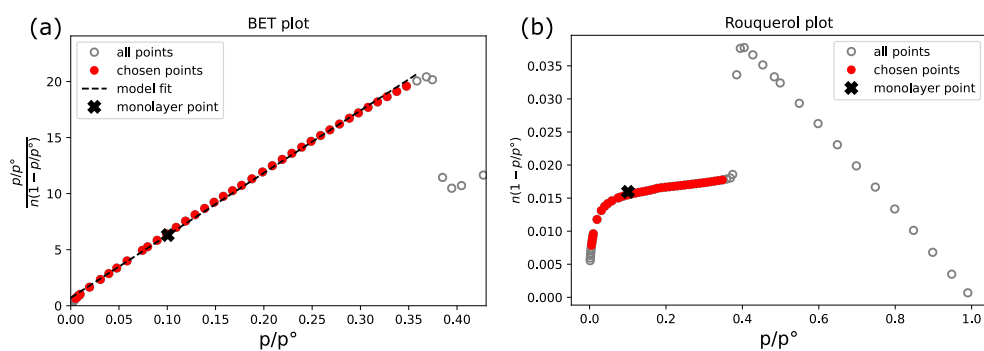 (a)
BET plot
20
15
10
5
0
0.00 0.05 0.10 0.15 0.20 0.25 0.30 0.35 0.40
p/p°
p/p°
n(1 − p/p°)
all points
chosen points
model fit
monolayer point
(b)
Rouquerol plot
0.035
0.030
0.025
0.020
0.015
0.010
0.005
0.000
0.0 0.2 0.4 0.6 0.8 1.0
p/p°
n(1 − p/p°)
all points
chosen points
monolayer point